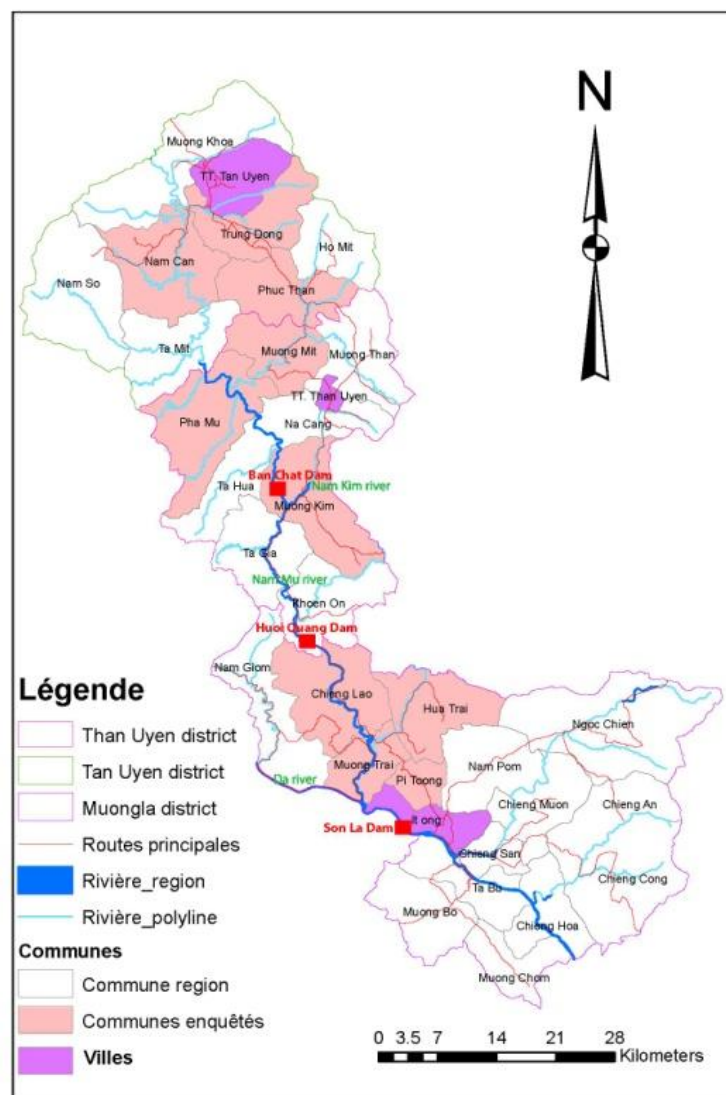 N
Muong Khoa
TT. Tan Uyen
Trung Dong
Ho Mit
Nam Can
Nam So
Phuc Than
Ta Mit
Muong Mit
Muong Than
TT. Than Uyen
Pha Mu
Na Cang
Ban Chat Dam
Ta Hua
Nam Kim river
Muong Kim
Ta Gia
Nam Mu river
Khoen On
Huoi Quang Dam
Nam Giom
Chieng Lao
Hua Trai
Ngoc Chien
Muong Trai
Nam Pom
Da river
Pi Toong
Chieng Muon
Chieng An
It ong
Son La Dam
Chieng San
Chieng Cong
Ta Bu
Muong Bo
Chieng Hoa
Muong Chom
Légende
Than Uyen district
Tan Uyen district
Muongla district
Routes principales
Rivière_region
Rivière_polyline
Communes
Commune region
Communes enquêtés
Villes
0 3.5 7 14 21 28
Kilometers